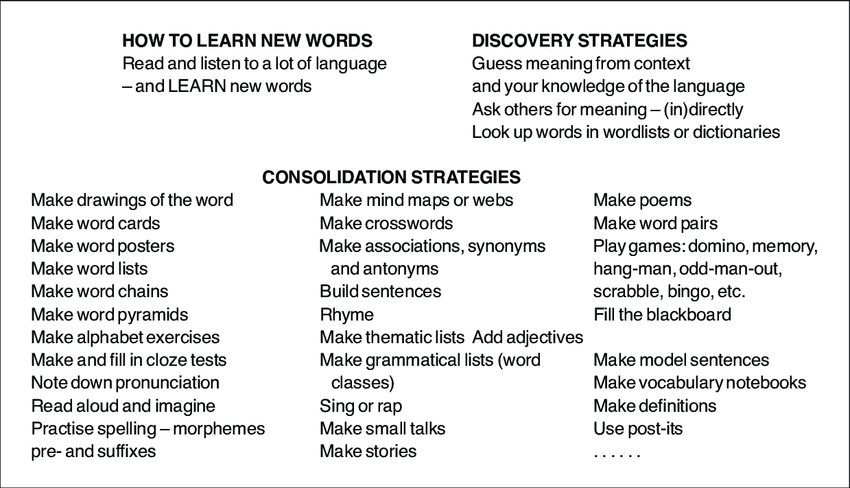 HOW TO LEARN NEW WORDS
Read and listen to a lot of language
– and LEARN new words
DISCOVERY STRATEGIES
Guess meaning from context
and your knowledge of the language
Ask others for meaning – (in)directly
Look up words in wordlists or dictionaries
CONSOLIDATION STRATEGIES
Make drawings of the word
Make word cards
Make word posters
Make word lists
Make word chains
Make word pyramids
Make alphabet exercises
Make and fill in cloze tests
Note down pronunciation
Read aloud and imagine
Practise spelling – morphemes
pre- and suffixes
Make mind maps or webs
Make crosswords
Make associations, synonyms
and antonyms
Build sentences
Rhyme
Make thematic lists Add adjectives
Make grammatical lists (word
classes)
Sing or rap
Make small talks
Make stories
Make poems
Make word pairs
Play games: domino, memory,
hang-man, odd-man-out,
scrabble, bingo, etc.
Fill the blackboard
Make model sentences
Make vocabulary notebooks
Make definitions
Use post-its
. . . . . .